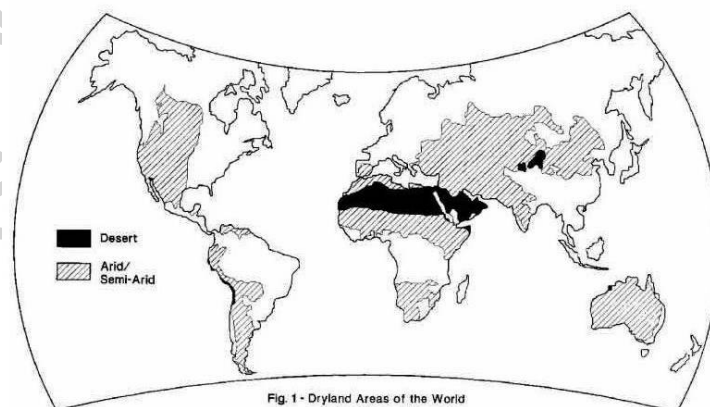 Desert
Arid/
Semi-Arid
Fig. 1 - Dryland Areas of the World